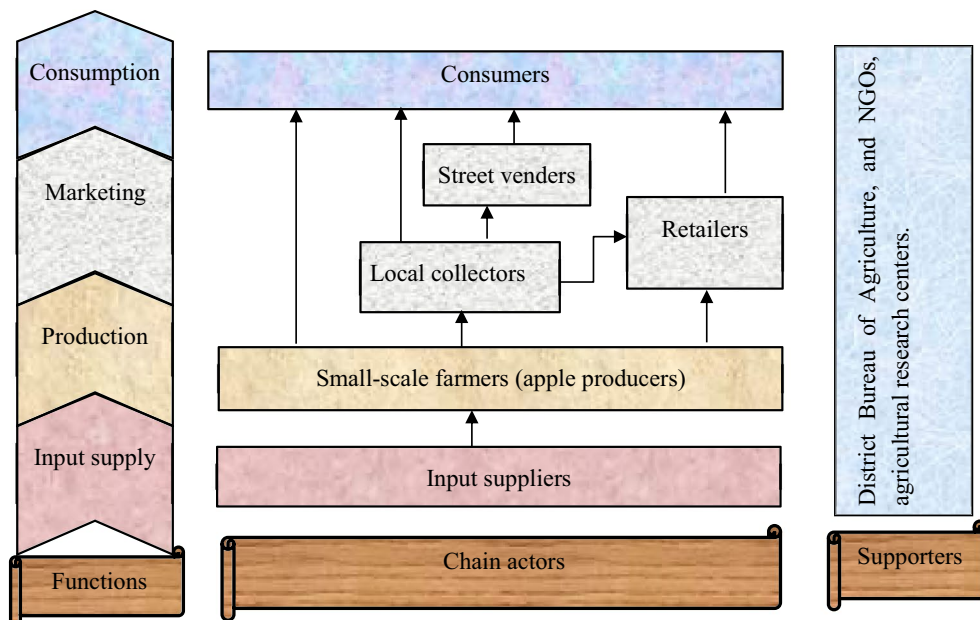 Consumption
Marketing
Production
Input supply
Functions
Consumers
Street venders
Retailers
Local collectors
Small-scale farmers (apple producers)
Input suppliers
Chain actors
District Bureau of Agriculture, and NGOs,
agricultural research centers.
Supporters